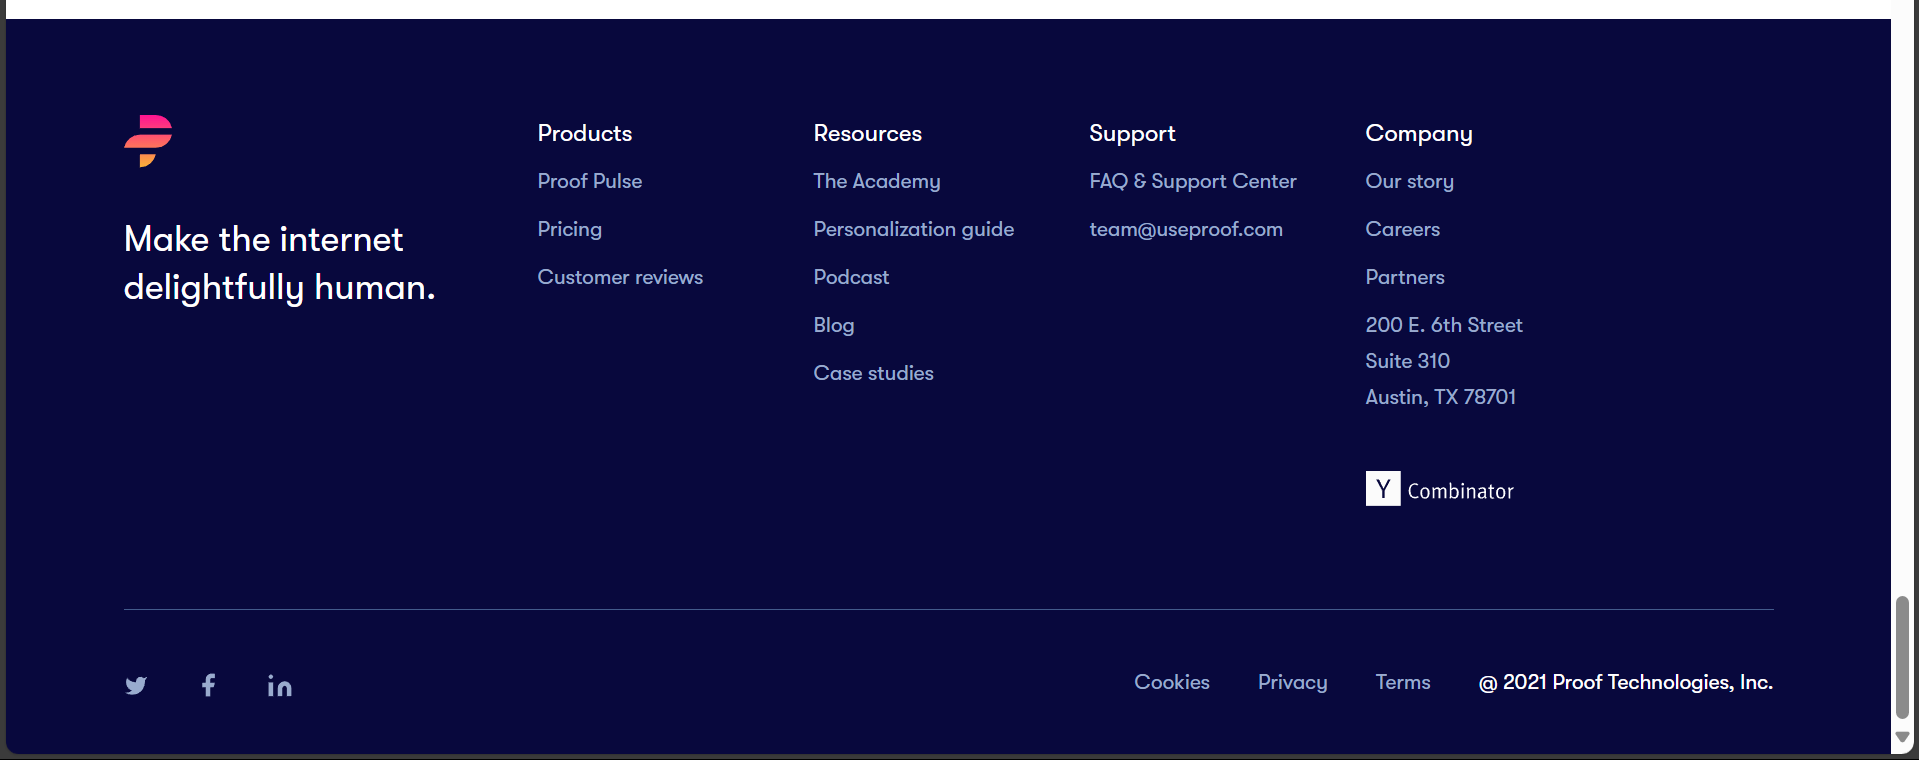 Make the internet
delightfully human.
Products
Proof Pulse
Pricing
Customer reviews
Resources
The Academy
Personalization guide
Podcast
Blog
Case studies
Support
FAQ & Support Center
team@useproof.com
Company
Our story
Careers
Partners
200 E. 6th Street
Suite 310
Austin, TX 78701
Y Combinator
Cookies Privacy Terms @ 2021 Proof Technologies, Inc.